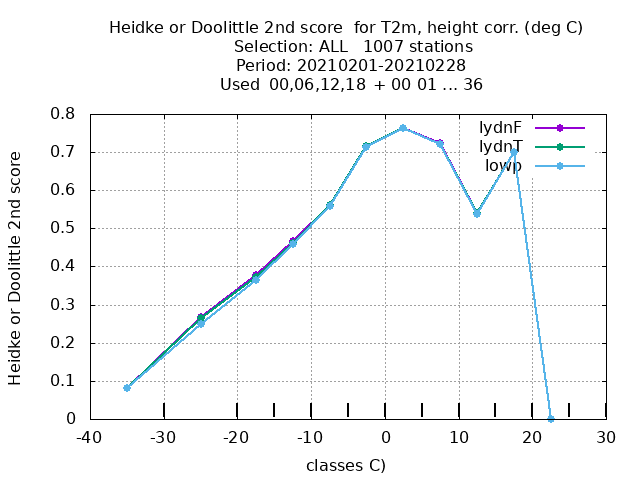 Heidke or Doolittle 2nd score  for T2m, height corr. (deg C)
Selection: ALL   1007 stations
Period: 20210201-20210228
Used  00,06,12,18  + 00 01 ... 36
Heidke or Doolittle 2nd score
0.8
0.7
0.6
0.5
0.4
0.3
0.2
0.1
0
lydnF
lydnT
lowp
-40 -30 -20 -10 0 10 20 30
classes C)